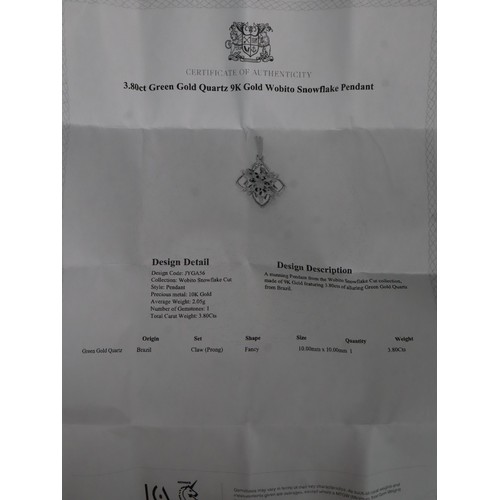 CERTIFICATE OF AUTHENTICITY
3.80ct Green Gold Quartz 9K Gold Wobito Snowflake Pendant
Design Detail
Design Code: JYGA56
Collection: Wobito Snowflake Cut
Style: Pendant
Precious metal: 10K Gold
Average Weight: 2.05g
Number of Gemstones: 1
Total Carat Weight: 3.80Cts
Design Description
A stunning Pendant from the Wobito Snowflake Cut collection,
made of 9K Gold featuring 3.80ct of alluring Green Gold Quartz
from Brazil.
Origin Set Shape Size Quantity Weight
Green Gold Quartz Brazil Claw (Prong) Fancy 10.00mm x 10.00mm 1 3.80Cts